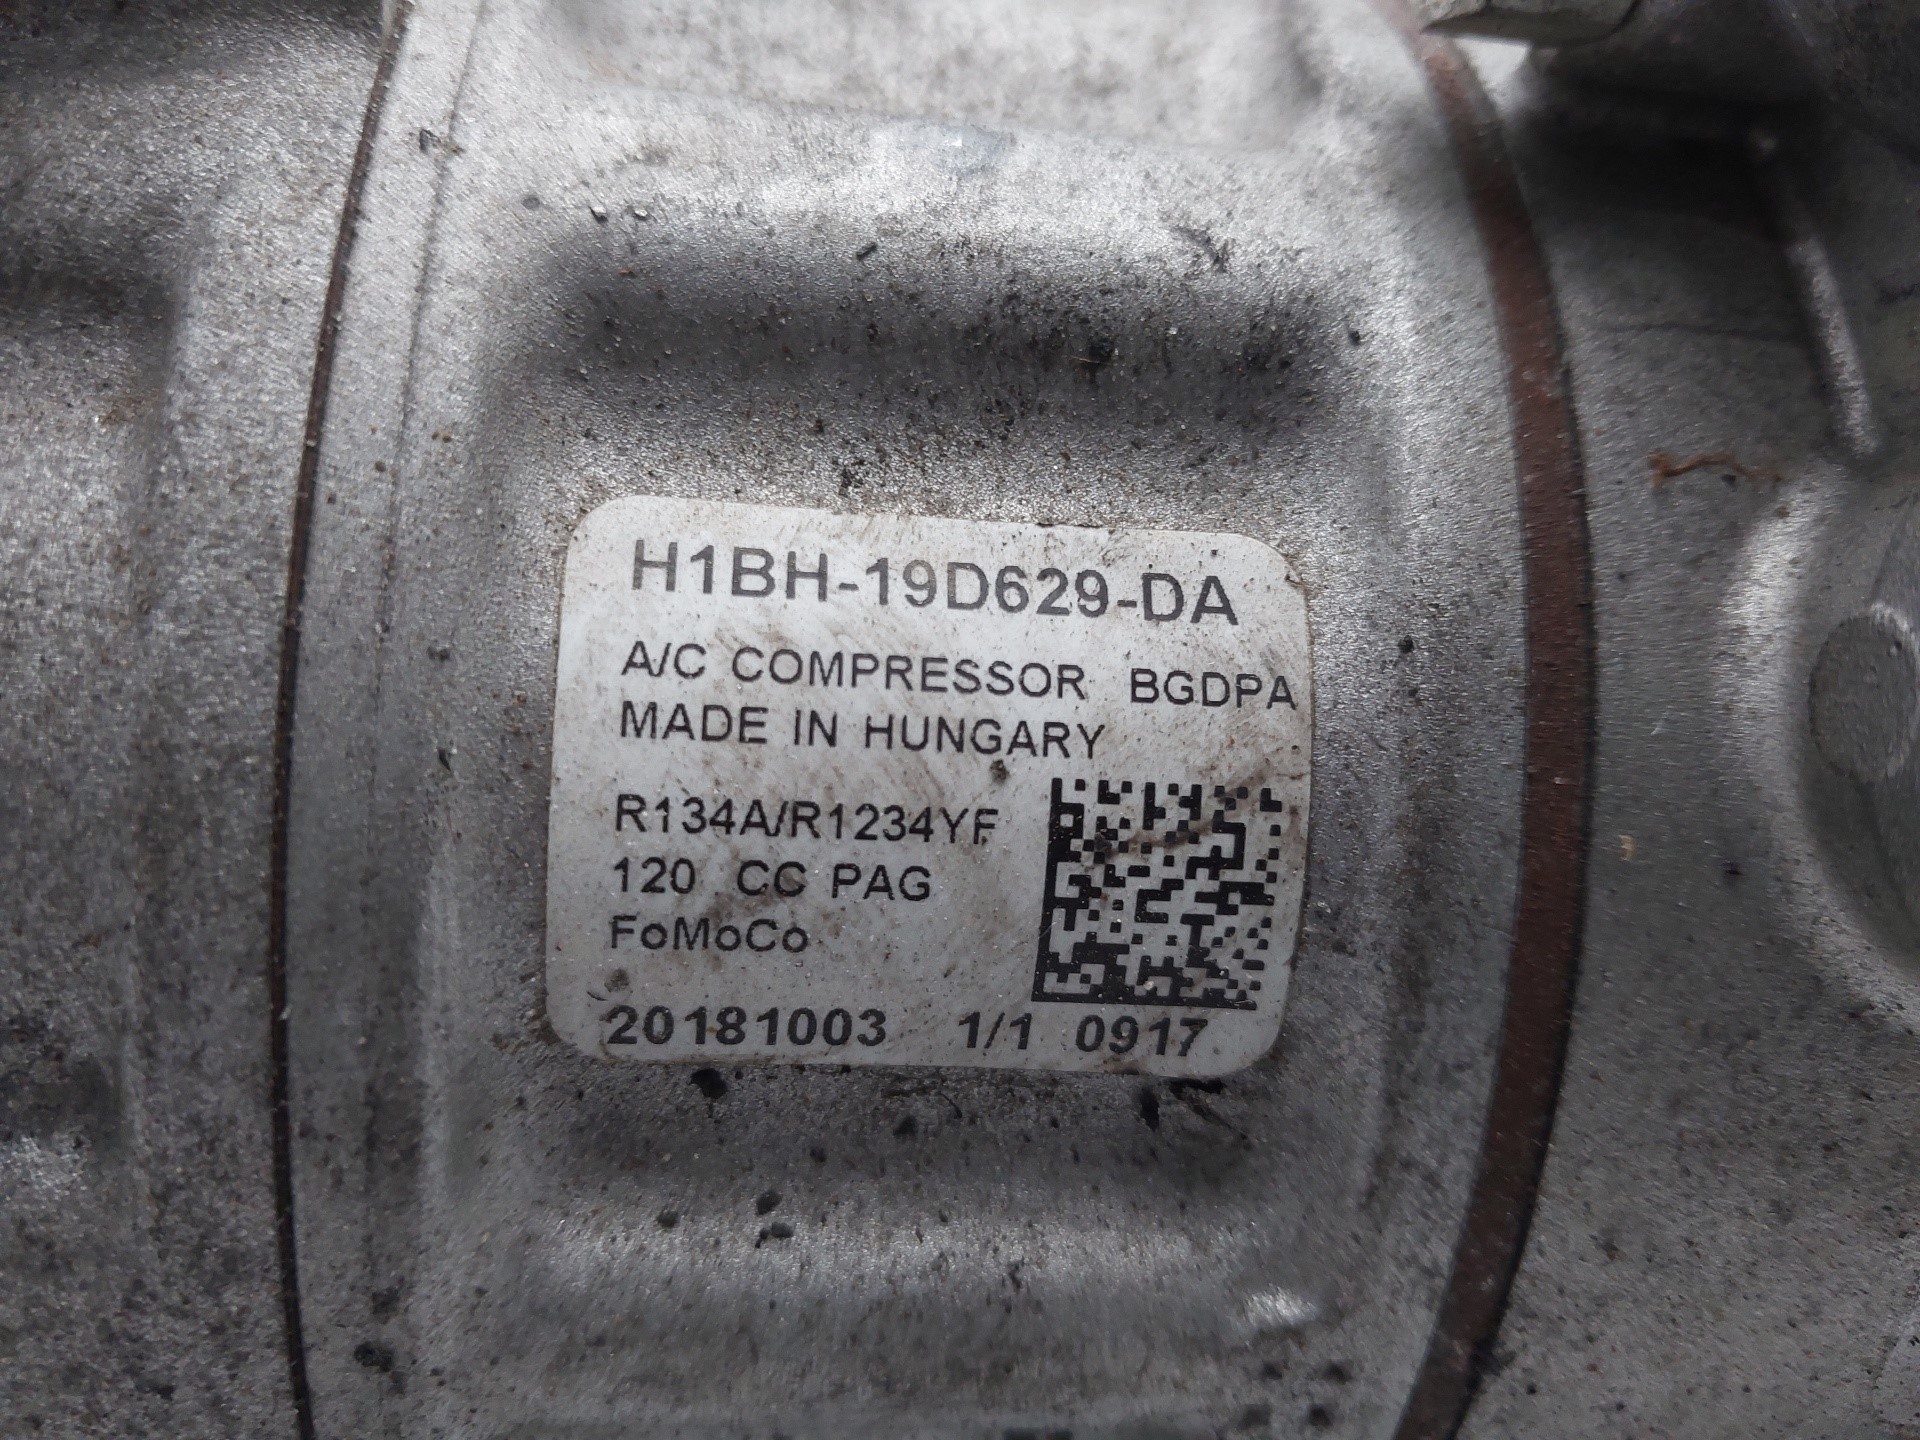 H1BH-19D629-DA
A/C COMPRESSOR BGDPA
MADE IN HUNGARY
R134A/R1234YF
120 CC PAG
FoMoCo
20181003 1/1 0917